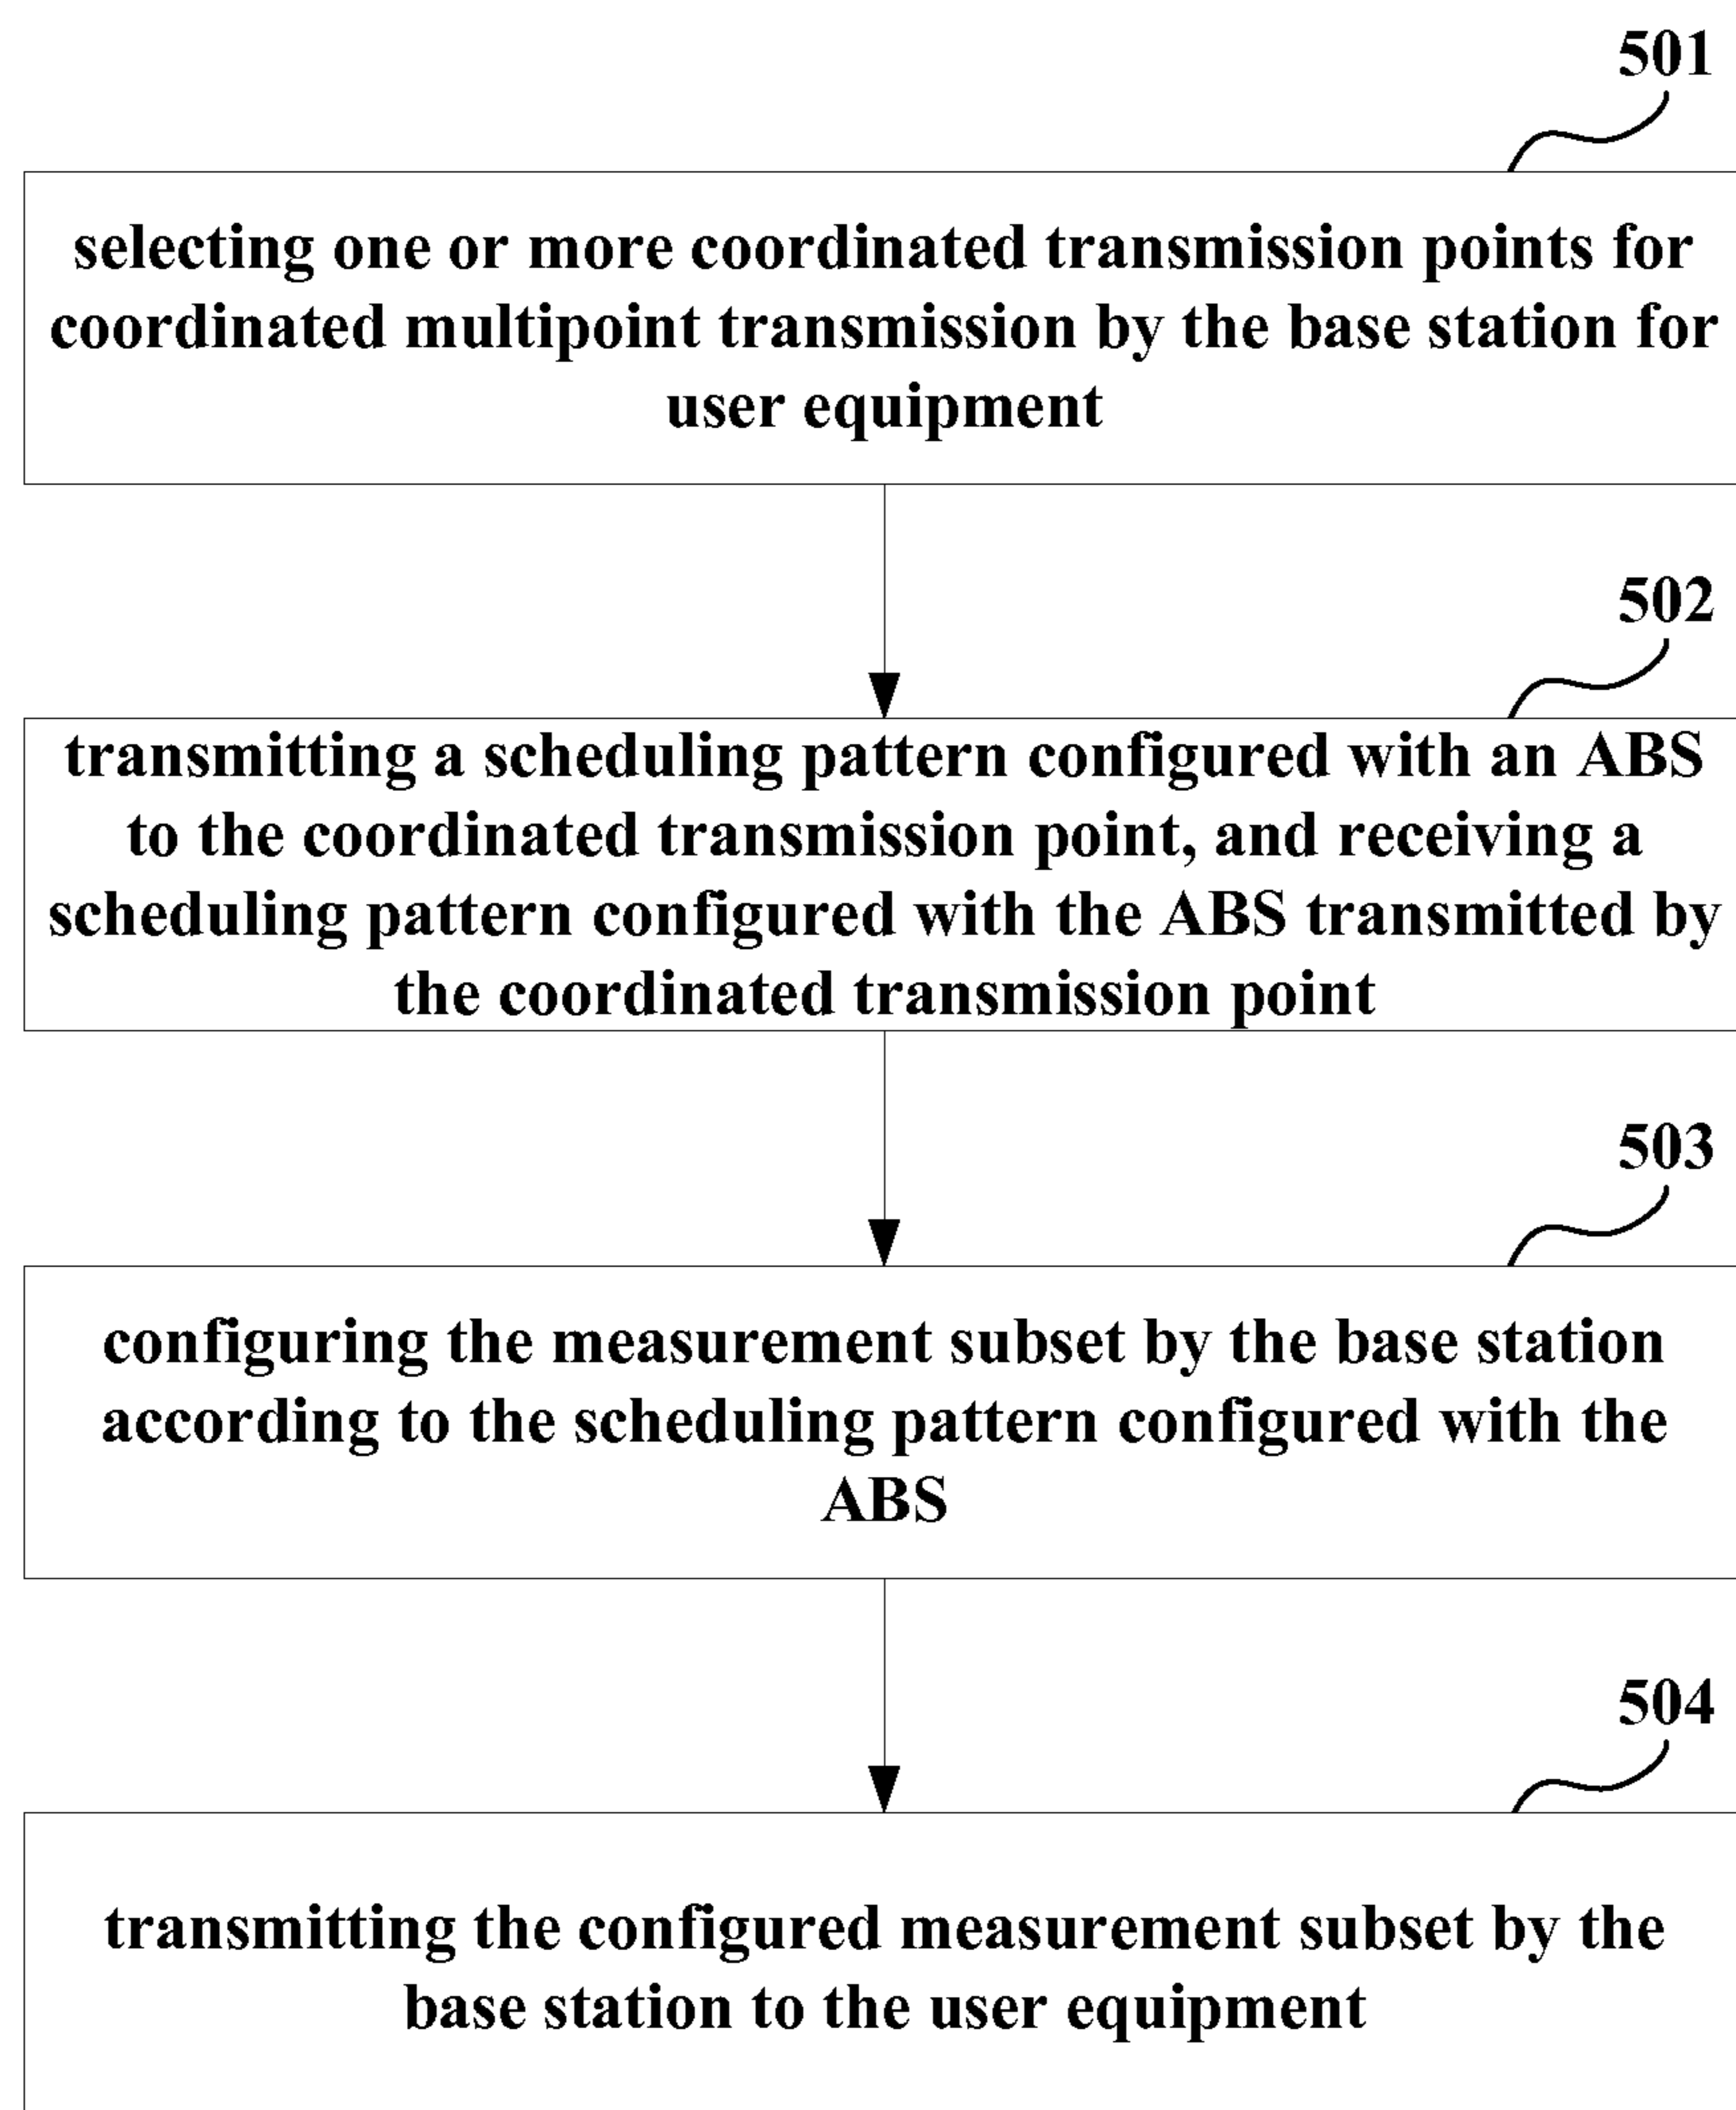 501
selecting one or more coordinated transmission points for
coordinated multipoint transmission by the base station for
user equipment
502
transmitting a scheduling pattern configured with an ABS
to the coordinated transmission point, and receiving a
scheduling pattern configured with the ABS transmitted by
the coordinated transmission point
503
configuring the measurement subset by the base station
according to the scheduling pattern configured with the
ABS
504
transmitting the configured measurement subset by the
base station to the user equipment